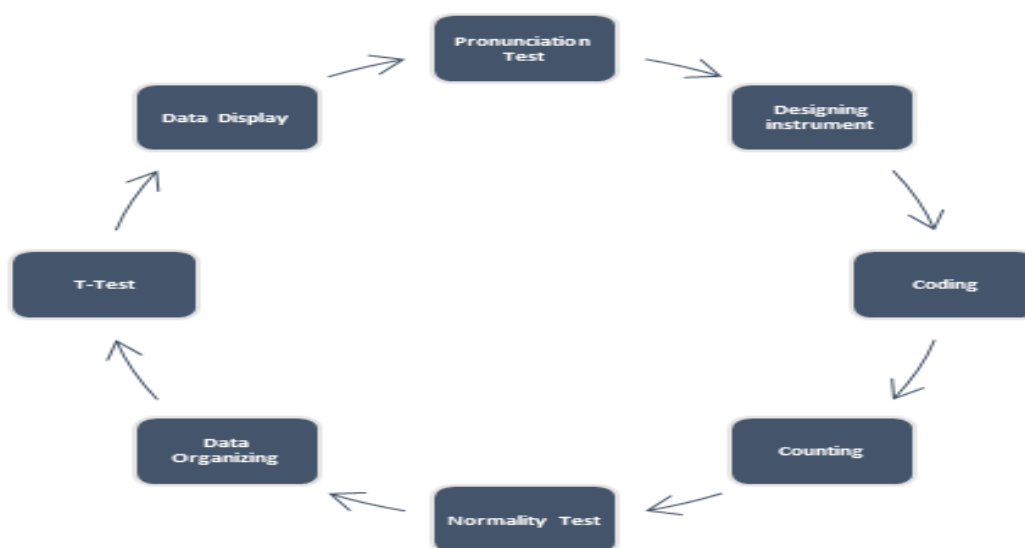 Pronunciation
Test
Designing
instrument
Coding
Counting
Normality Test
Data
Organizing
T-Test
Data Display